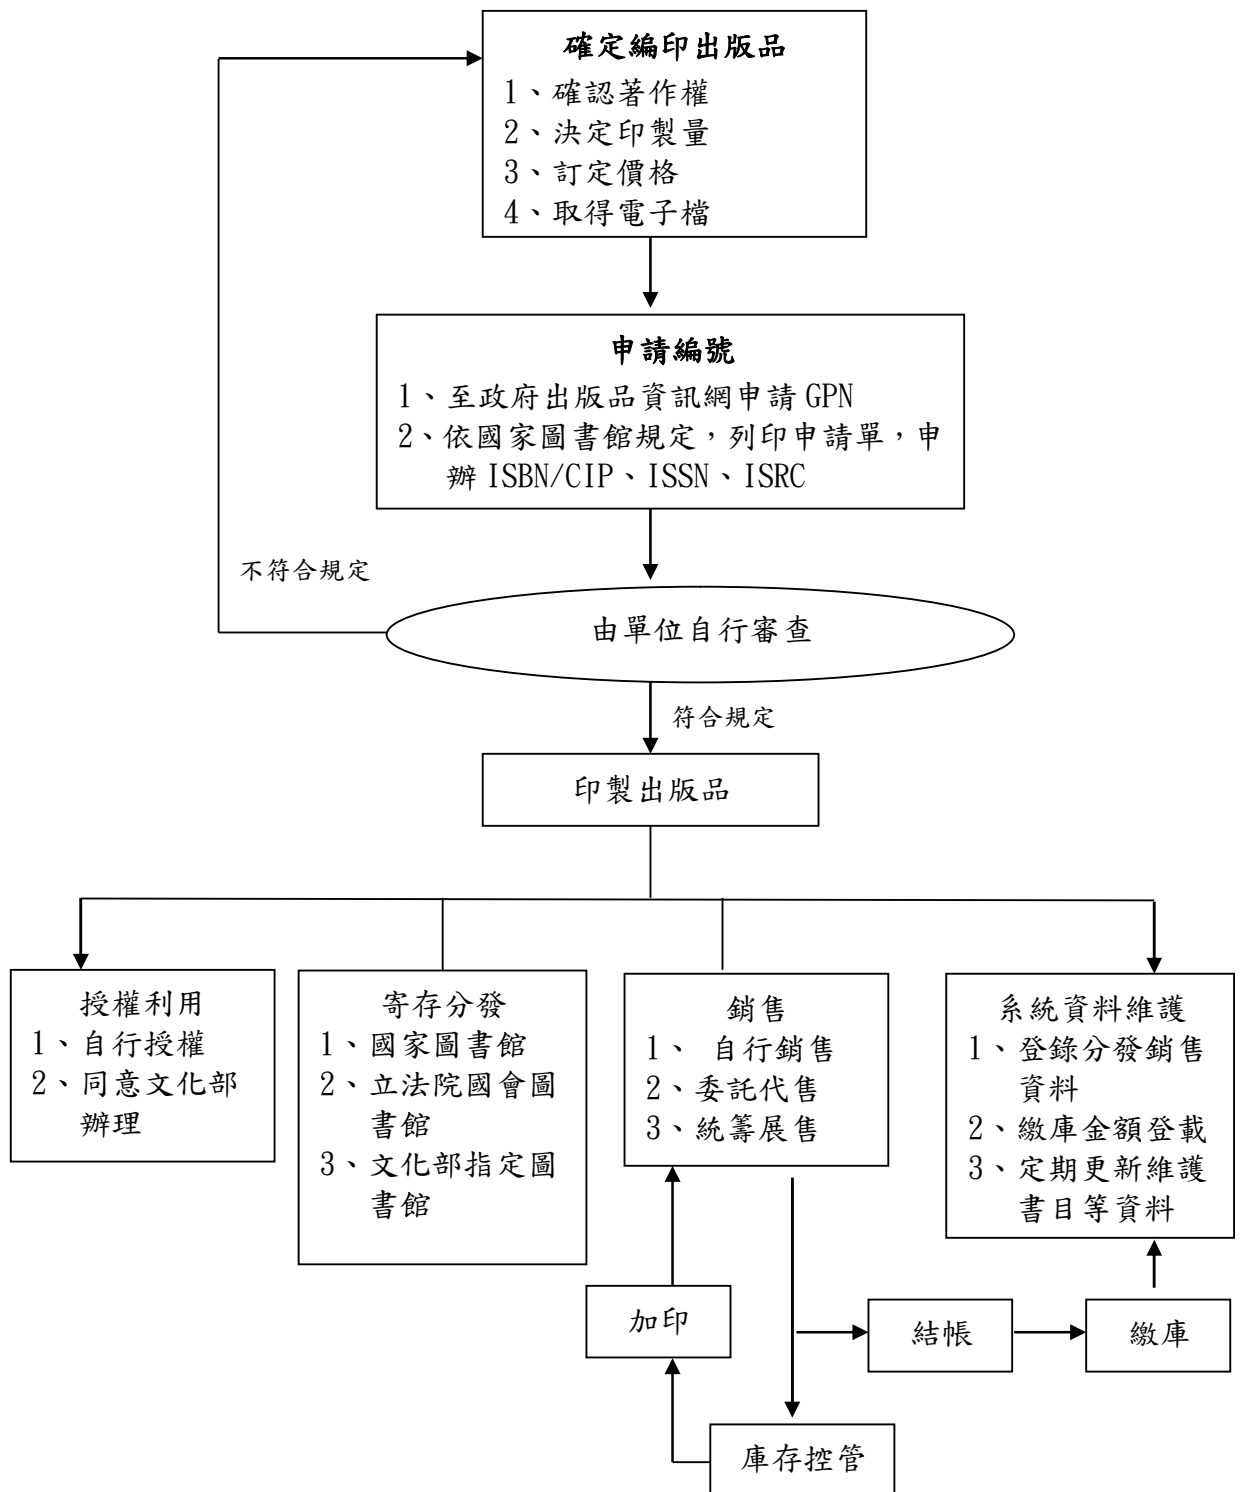 確定編印出版品
1、確認著作權
2、決定印製量
3、訂定價格
4、取得電子檔
申請編號
1、至政府出版品資訊網申請 GPN
2、依國家圖書館規定，列印申請單，申
辦 ISBN/CIP、ISSN、ISRC
不符合規定
由單位自行審查
符合規定
印製出版品
授權利用
1、自行授權
2、同意文化部
辦理
寄存分發
1、國家圖書館
2、立法院國會圖
書館
3、文化部指定圖
書館
銷售
1、 自行銷售
2、委託代售
3、統籌展售
系統資料維護
1、登錄分發銷售
資料
2、繳庫金額登載
3、定期更新維護
書目等資料
加印
結帳
繳庫
庫存控管